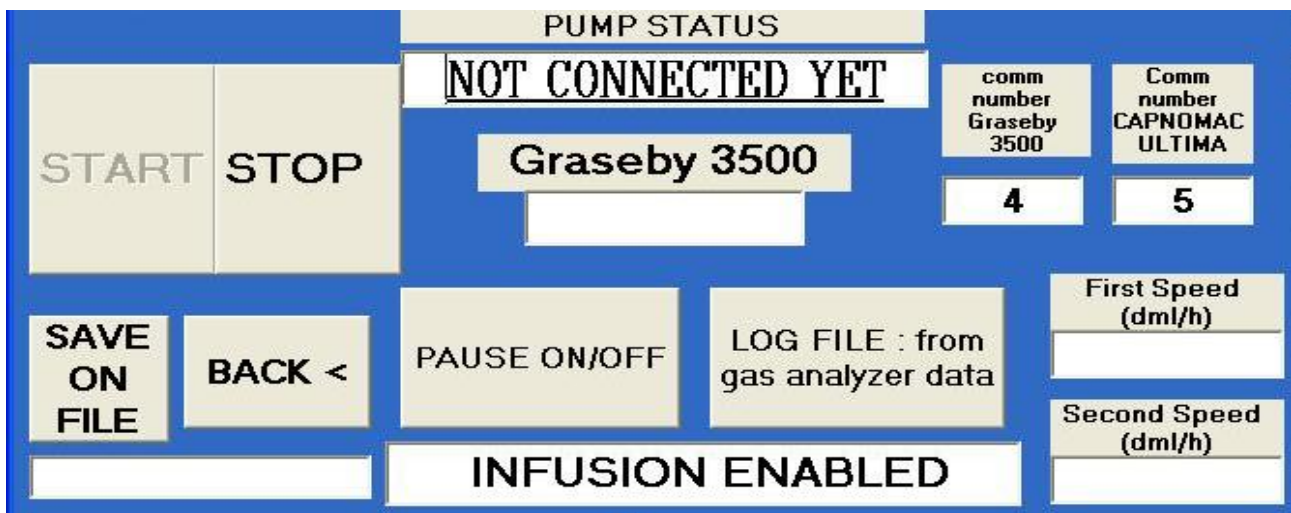 PUMP STATUS
NOT CONNECTED YET
START
STOP
Graseby 3500
comm
number
Graseby
3500
4
Comm
number
CAPNOMAC
ULTIMA
5
SAVE
ON
FILE
BACK <
PAUSE ON/OFF
LOG FILE : from
gas analyzer data
First Speed
(dml/h)
Second Speed
(dml/h)
INFUSION ENABLED